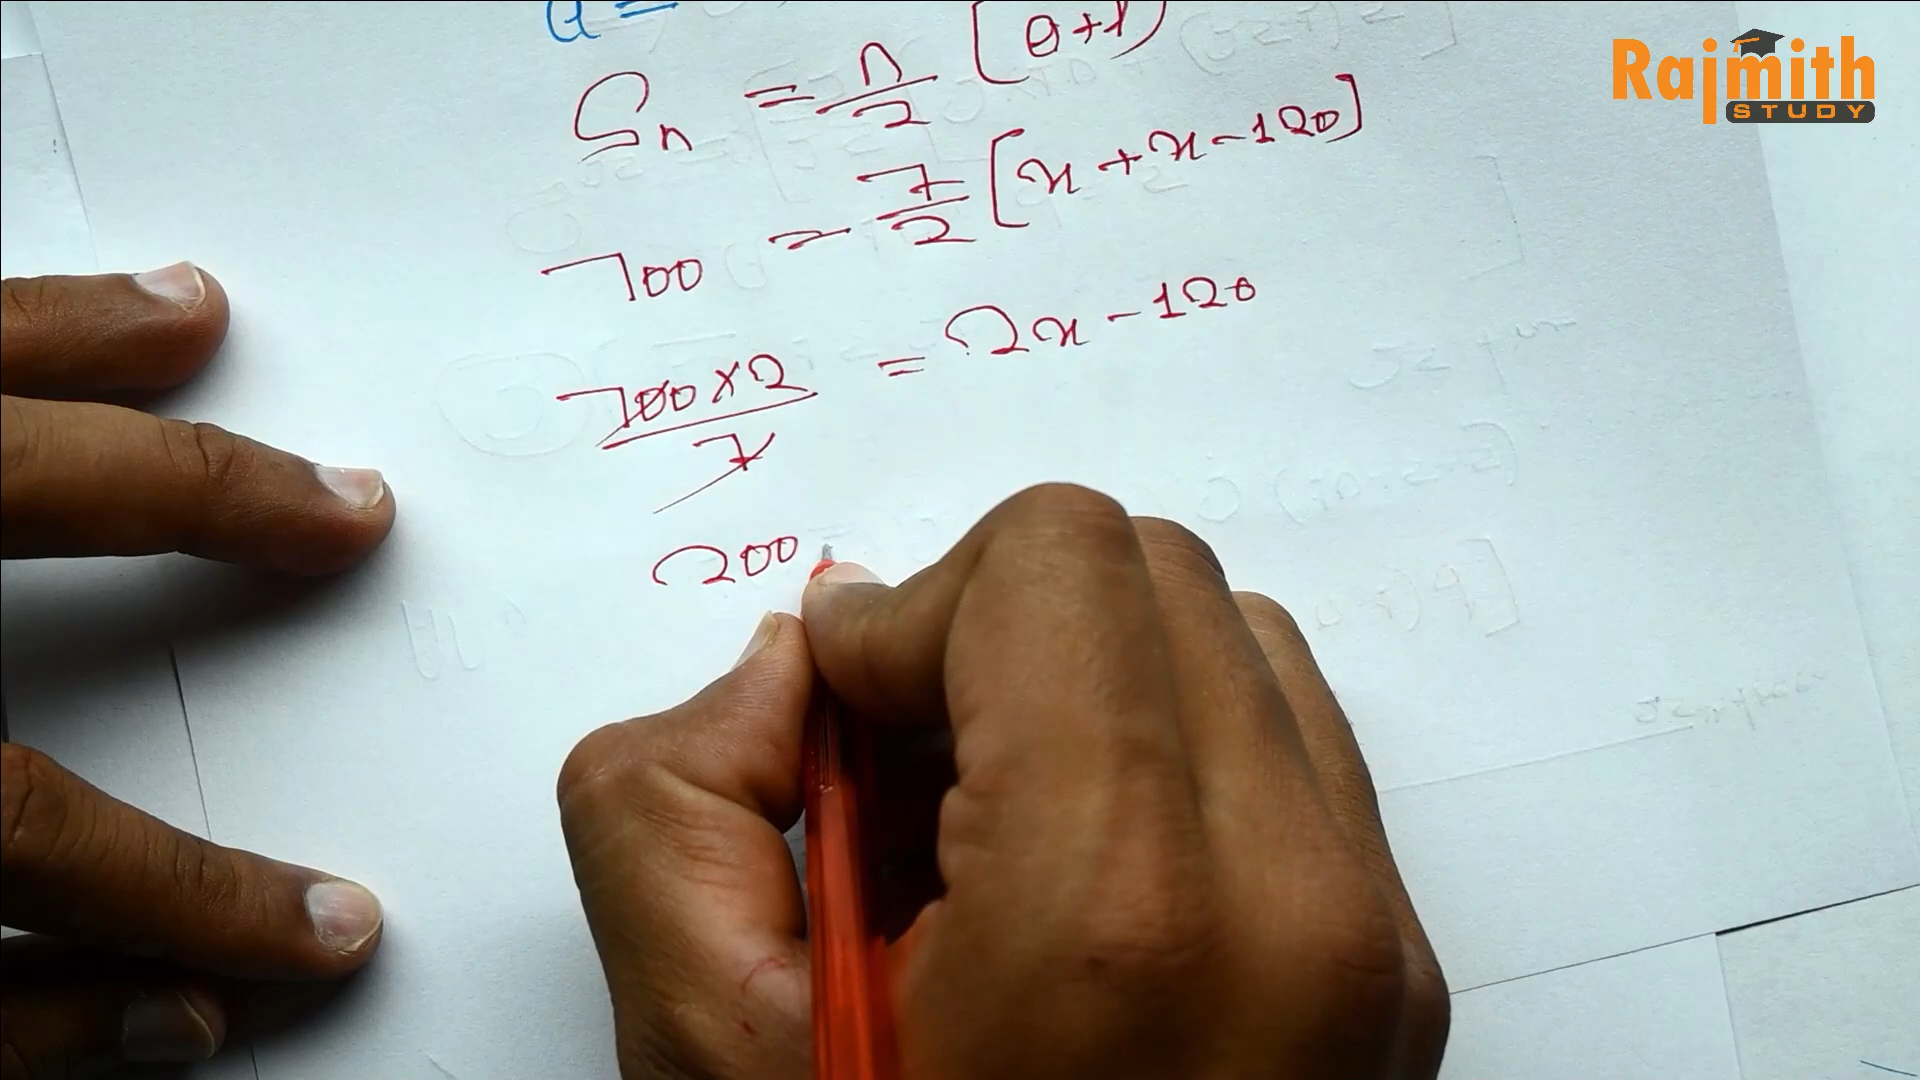 Rajmith
STUDY
a =
Sn = n/2 [a+l]
700 = 7/2 [x + x - 120]
700 × 2 / 7 = 2x - 120
200